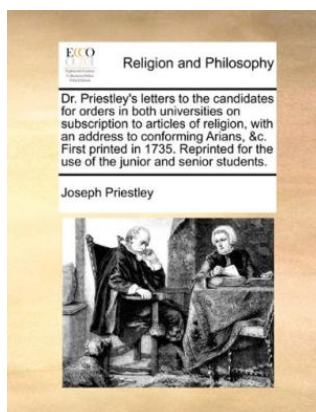 ECCO
Religion and Philosophy
Dr. Priestley's letters to the candidates
for orders in both universities on
subscription to articles of religion, with
an address to conforming Arians, &c.
First printed in 1735. Reprinted for the
use of the junior and senior students.
Joseph Priestley